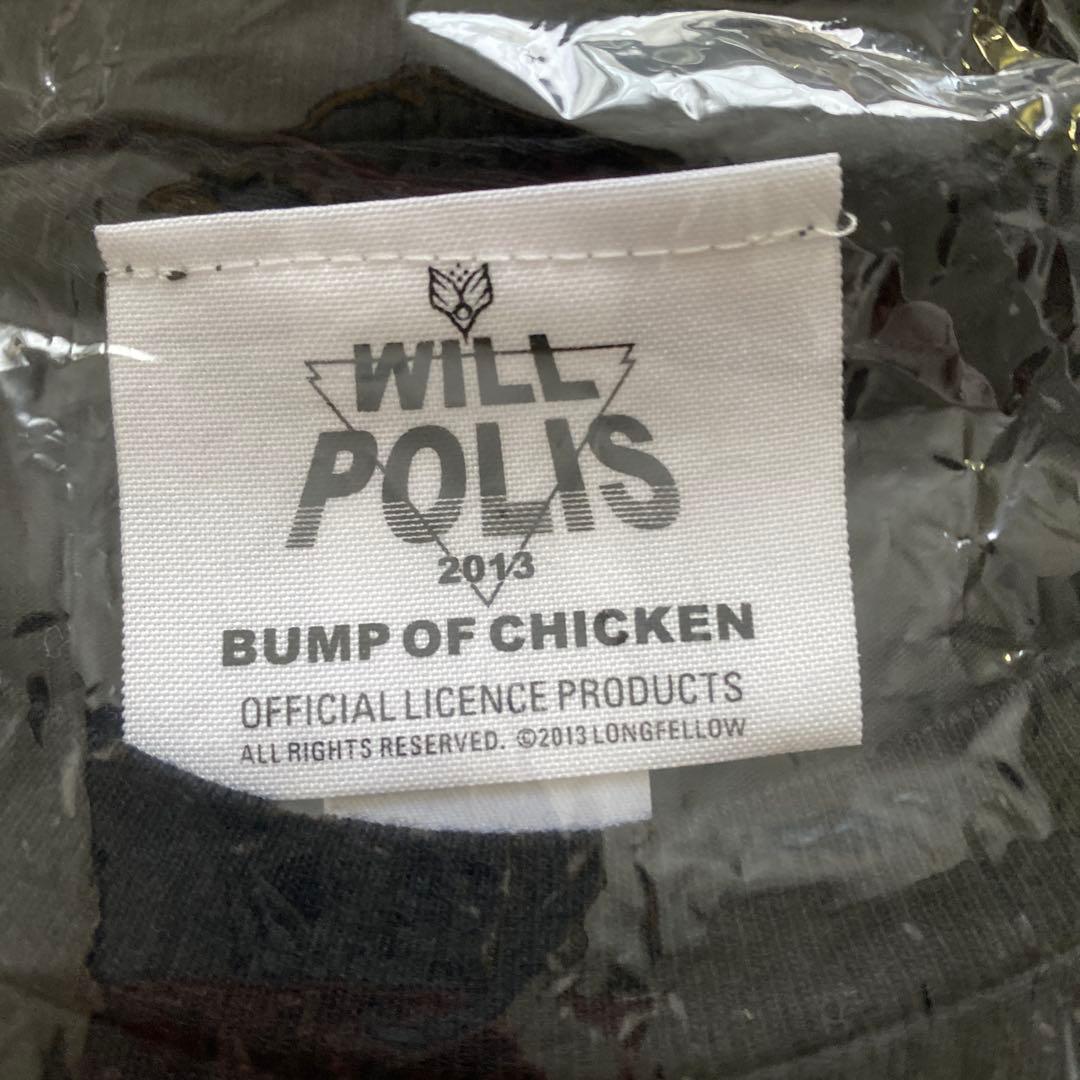 WILL
POLIS
2013
BUMP OF CHICKEN
OFFICIAL LICENCE PRODUCTS
ALL RIGHTS RESERVED. ©2013 LONGFELLOW